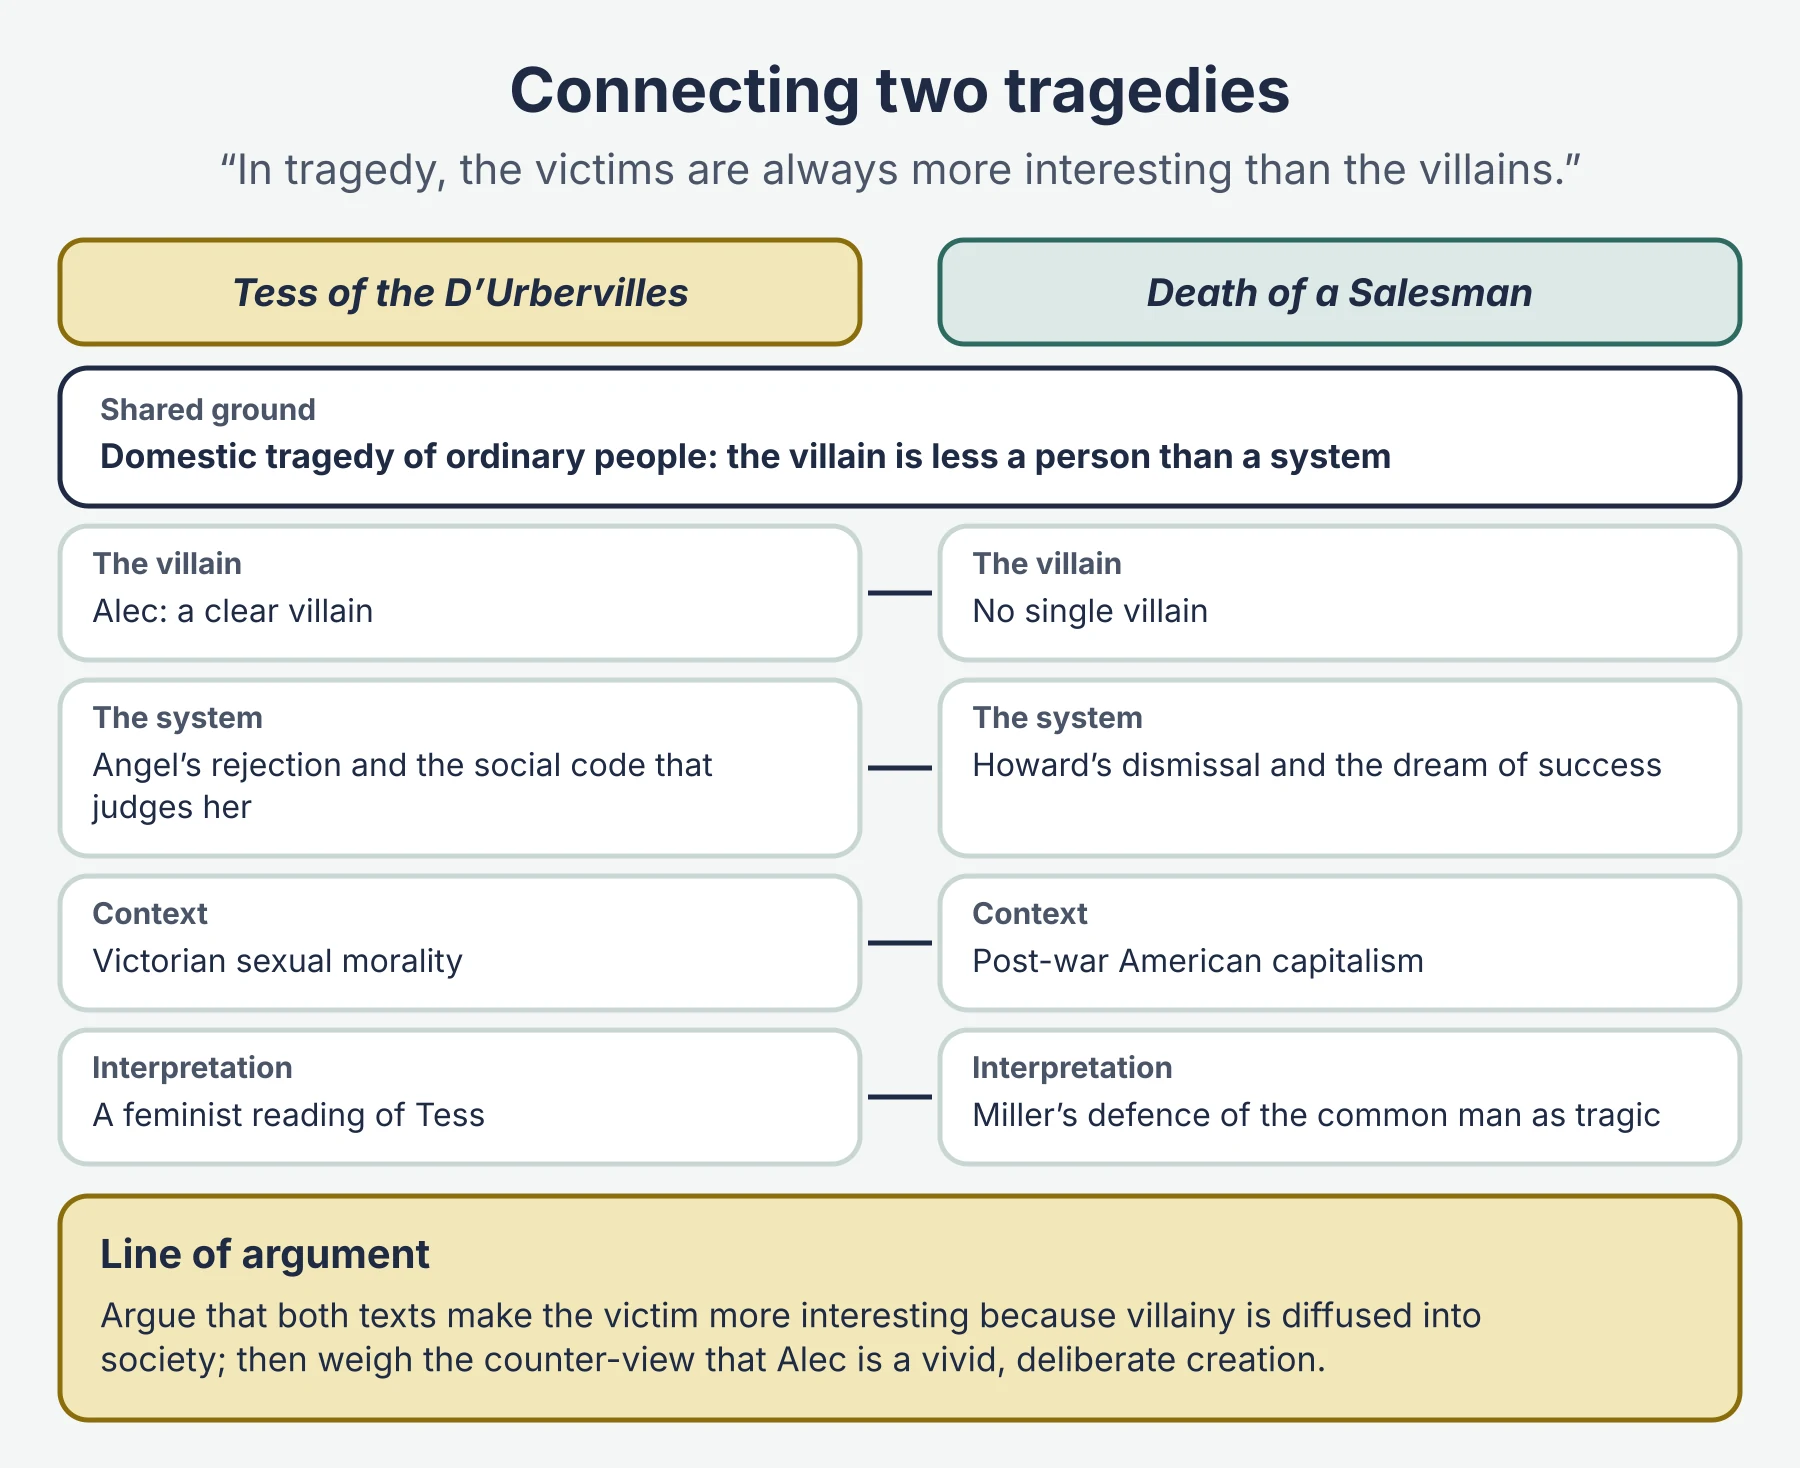 Connecting two tragedies
“In tragedy, the victims are always more interesting than the villains.”
Tess of the D’Urbervilles
Death of a Salesman
Shared ground
Domestic tragedy of ordinary people: the villain is less a person than a system
The villain
Alec: a clear villain
The villain
No single villain
The system
Angel’s rejection and the social code that
judges her
The system
Howard’s dismissal and the dream of success
Context
Victorian sexual morality
Context
Post-war American capitalism
Interpretation
A feminist reading of Tess
Interpretation
Miller’s defence of the common man as tragic
Line of argument
Argue that both texts make the victim more interesting because villainy is diffused into
society; then weigh the counter-view that Alec is a vivid, deliberate creation.